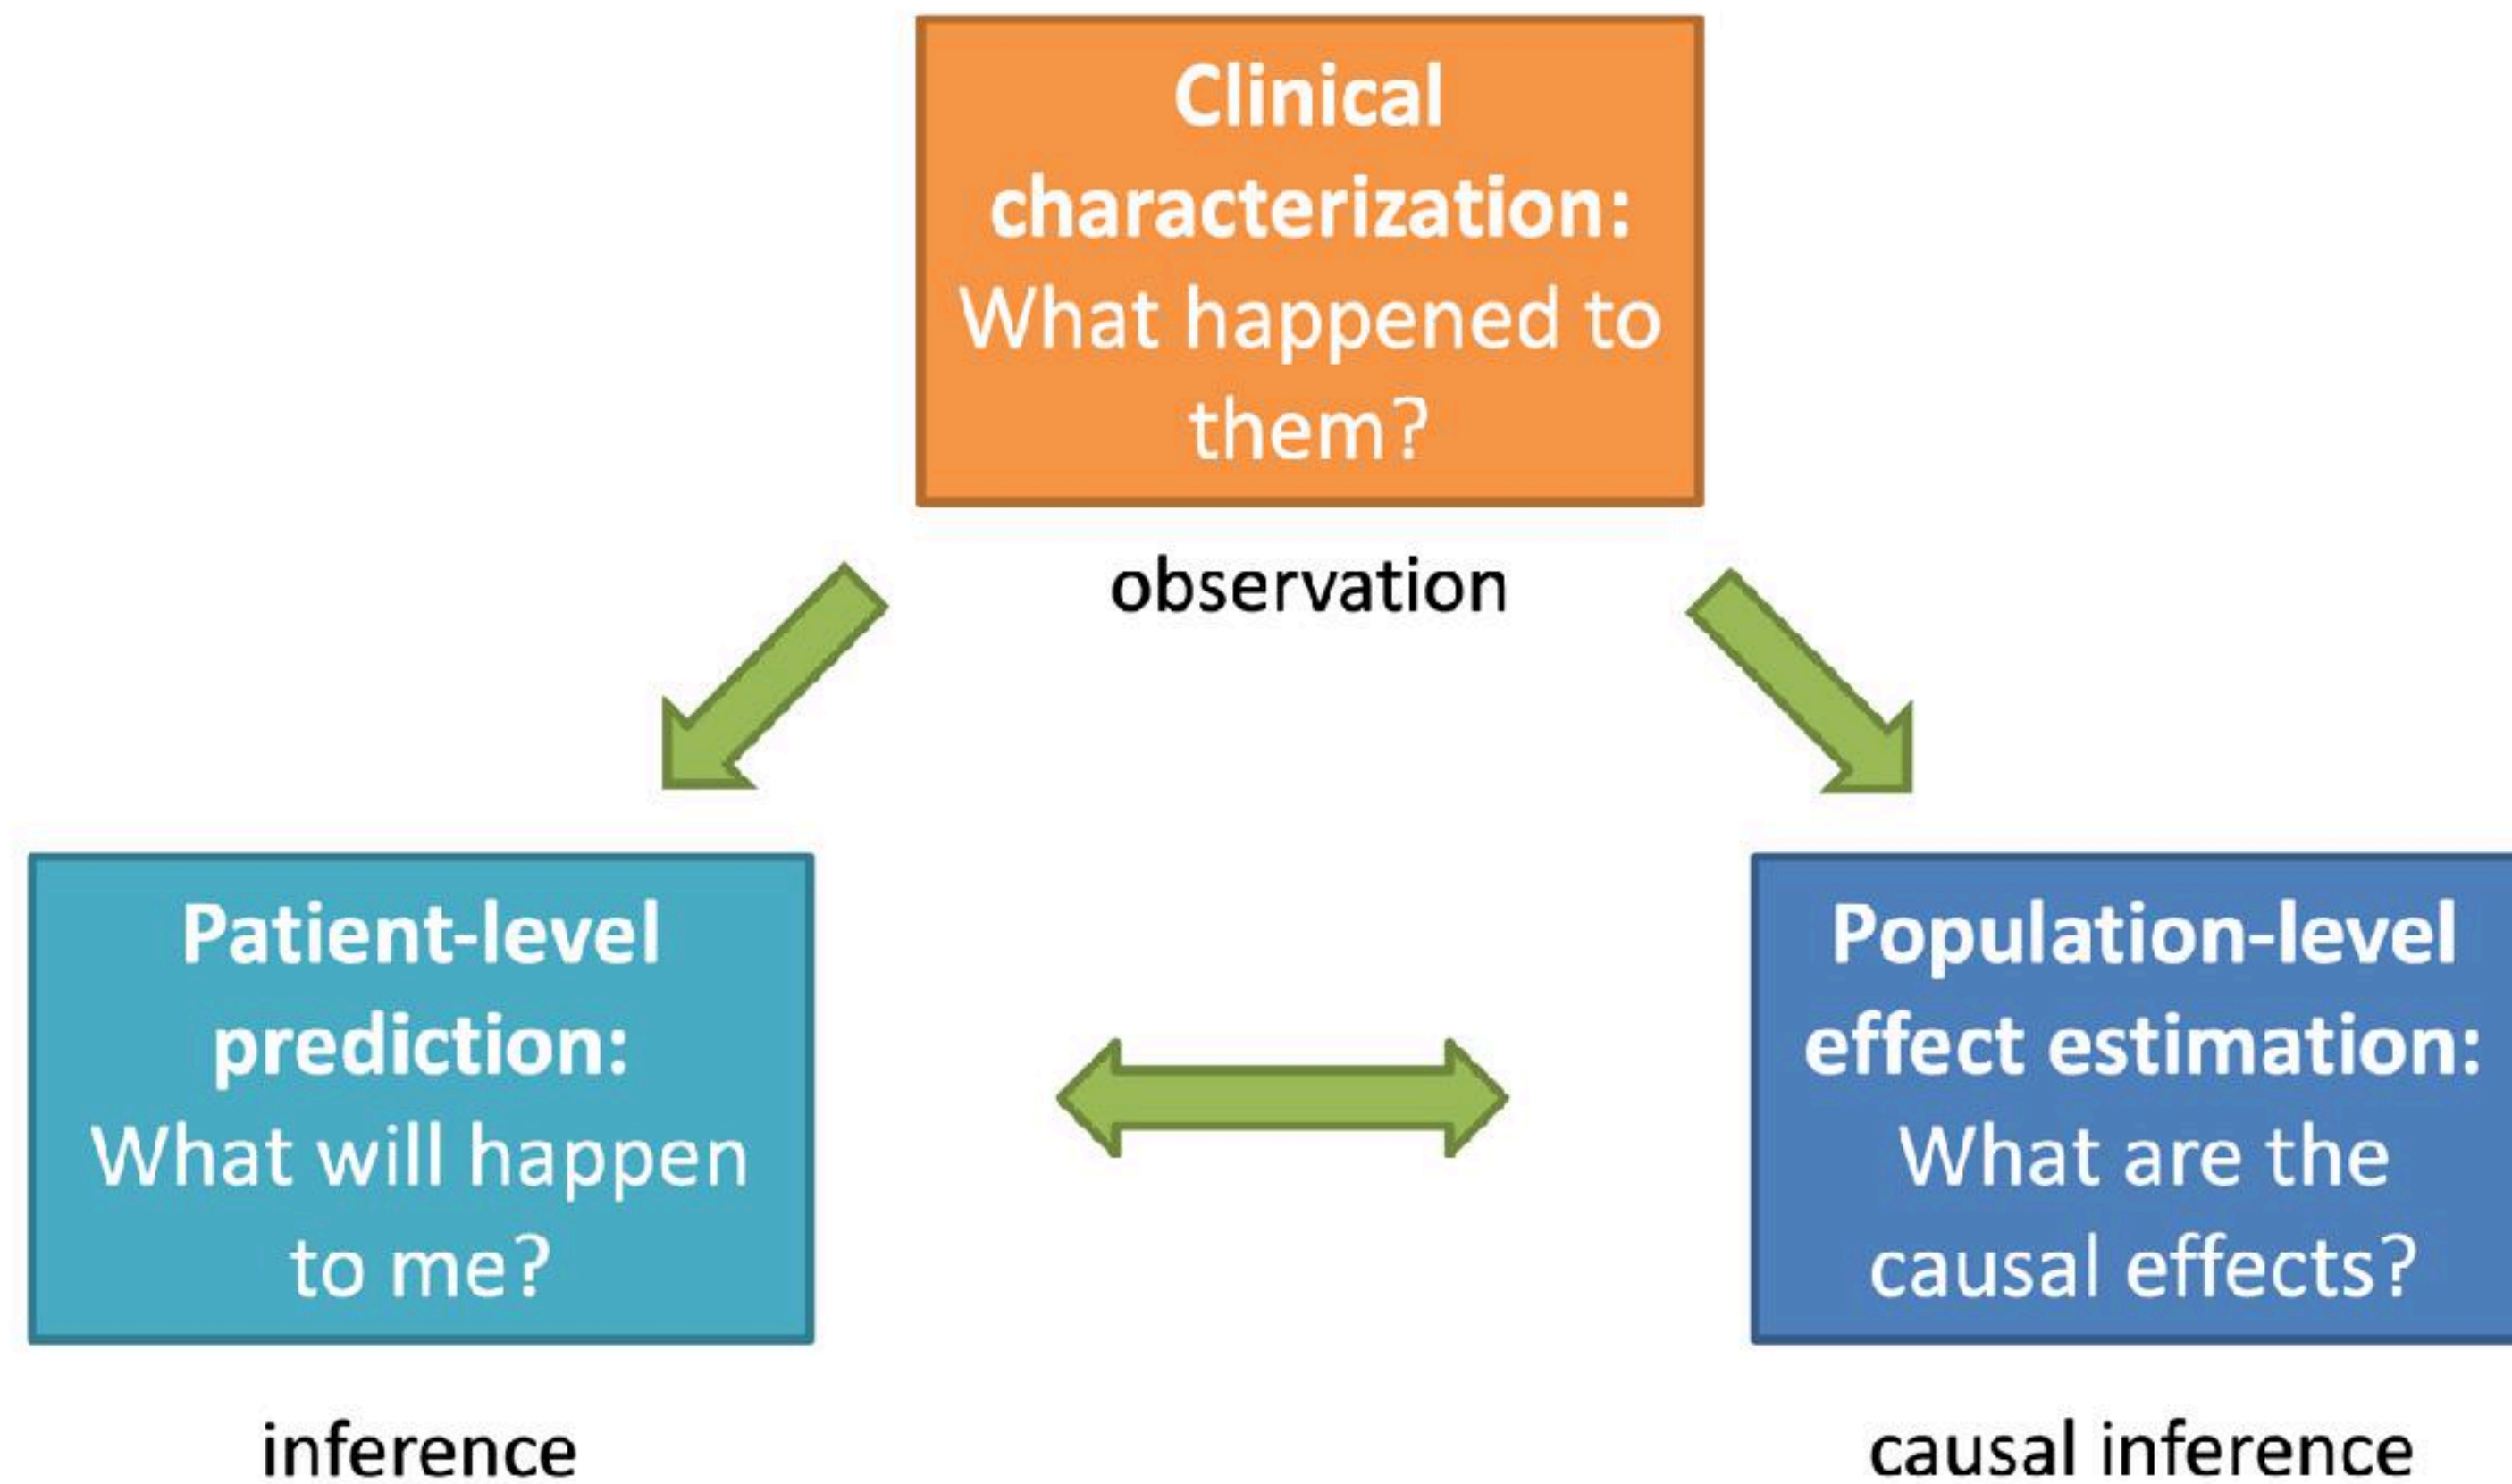 Clinical
characterization:
What happened to
them?
observation
Patient-level
prediction:
What will happen
to me?
inference
Population-level
effect estimation:
What are the
causal effects?
causal inference